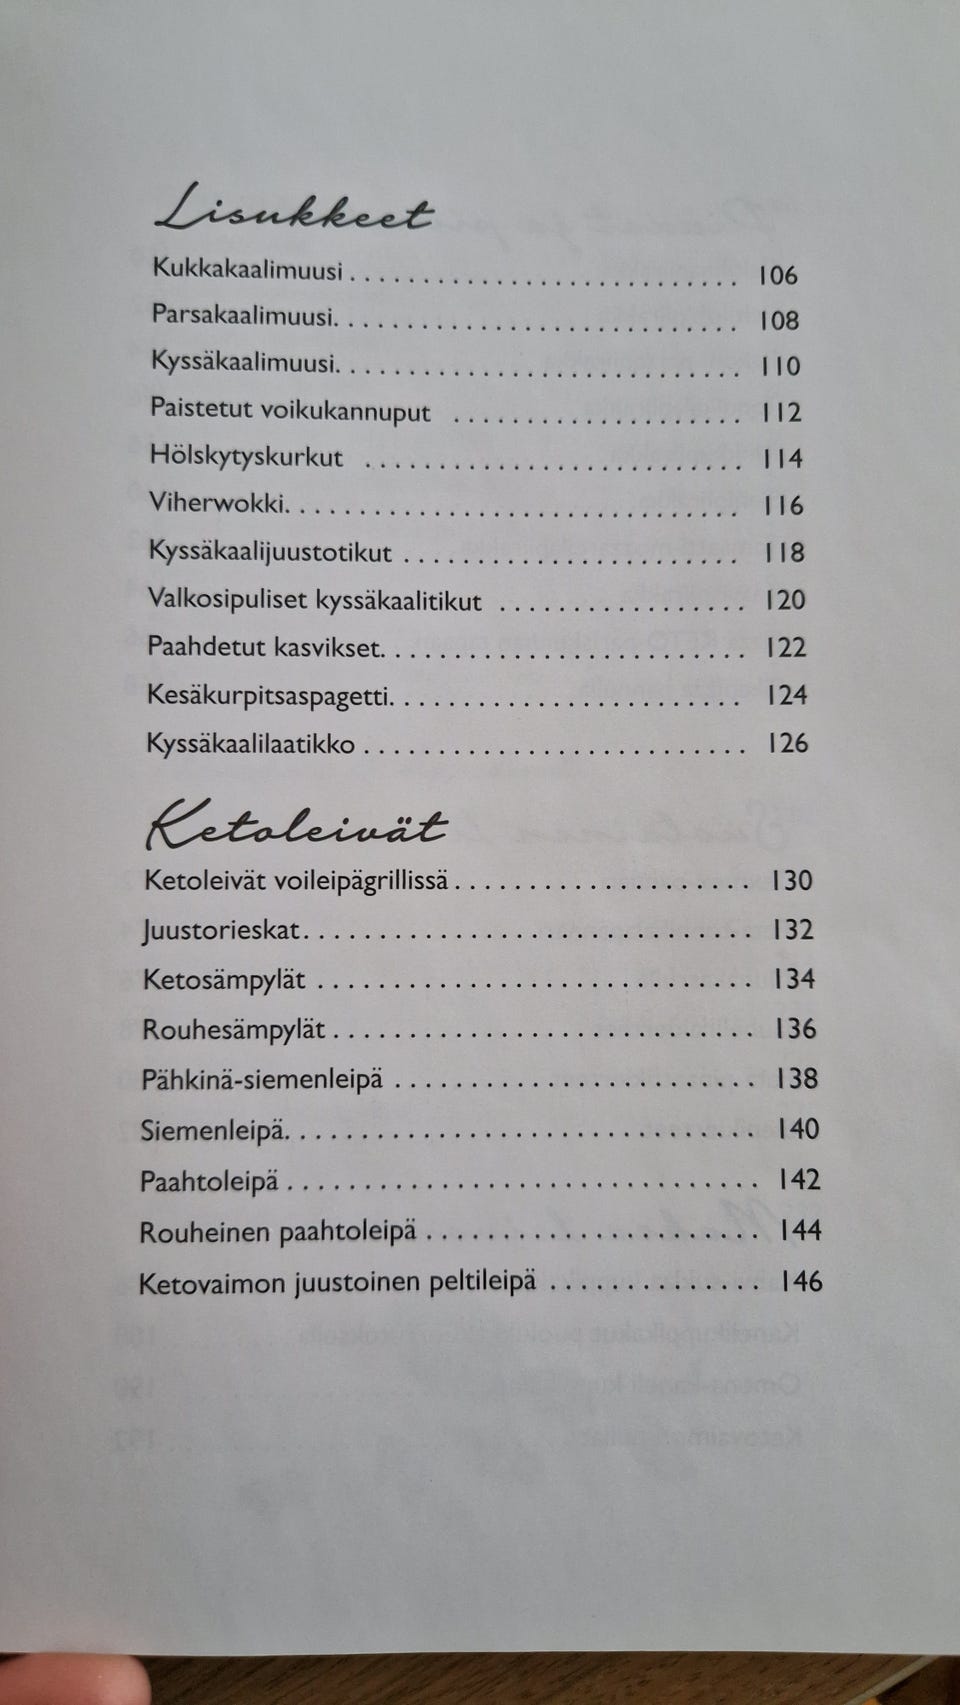 Lisukkeet
Kukkakaalimuusi . . . . . . . . . . . . . . . . . . . . . . . . . . . 106
Parsakaalimuusi. . . . . . . . . . . . . . . . . . . . . . . . . . . . 108
Kyssäkaalimuusi. . . . . . . . . . . . . . . . . . . . . . . . . . . . 110
Paistetut voikukannuput . . . . . . . . . . . . . . . . . . . . 112
Hölskytyskurkut . . . . . . . . . . . . . . . . . . . . . . . . . . 114
Viherwokki. . . . . . . . . . . . . . . . . . . . . . . . . . . . . . . 116
Kyssäkaalijuustotikut . . . . . . . . . . . . . . . . . . . . . . . 118
Valkosipuliset kyssäkaalitikut . . . . . . . . . . . . . . . . . 120
Paahdetut kasvikset. . . . . . . . . . . . . . . . . . . . . . . . . 122
Kesäkurpitsaspagetti. . . . . . . . . . . . . . . . . . . . . . . . 124
Kyssäkaalilaatikko . . . . . . . . . . . . . . . . . . . . . . . . . . 126
Ketoleivät
Ketoleivät voileipägrillissä . . . . . . . . . . . . . . . . . . . . 130
Juustorieskat. . . . . . . . . . . . . . . . . . . . . . . . . . . . . . 132
Ketosämpylät . . . . . . . . . . . . . . . . . . . . . . . . . . . . . 134
Rouhesämpylät . . . . . . . . . . . . . . . . . . . . . . . . . . . . 136
Pähkinä-siemenleipä . . . . . . . . . . . . . . . . . . . . . . . . 138
Siemenleipä. . . . . . . . . . . . . . . . . . . . . . . . . . . . . . . 140
Paahtoleipä . . . . . . . . . . . . . . . . . . . . . . . . . . . . . . . 142
Rouheinen paahtoleipä . . . . . . . . . . . . . . . . . . . . . . 144
Ketovaimon juustoinen peltileipä . . . . . . . . . . . . . . 146